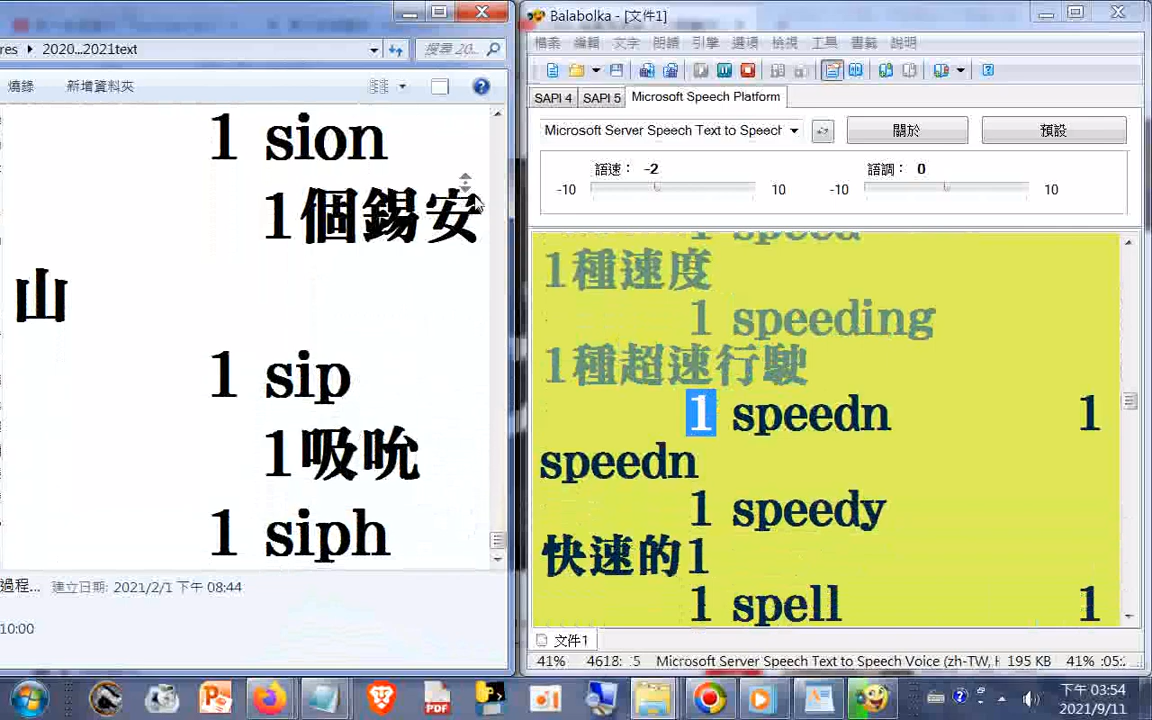 Balabolka - [文件1]
res ▸ 2020...2021text
搜尋 20...
檔案 編輯 文字 朗讀 引擎 選項 檢視 工具 書籤 說明
燒錄 新增資料夾
SAPI 4 SAPI 5 Microsoft Speech Platform
Microsoft Server Speech Text to Speech
關於 預設
語速： -2
-10 10
語調： 0
-10 10
1 sion
1個錫安
山
1 sip
1吸吮
1 siph
1 speed
1種速度
1 speeding
1種超速行駛
1 speedn 1
speedn
1 speedy
快速的1
1 spell 1
過程... 建立日期: 2021/2/1 下午 08:44
10:00
文件1
41% 4618: 5 Microsoft Server Speech Text to Speech Voice (zh-TW, 195 KB 41% :05:
PDF
下午 03:54
2021/9/11